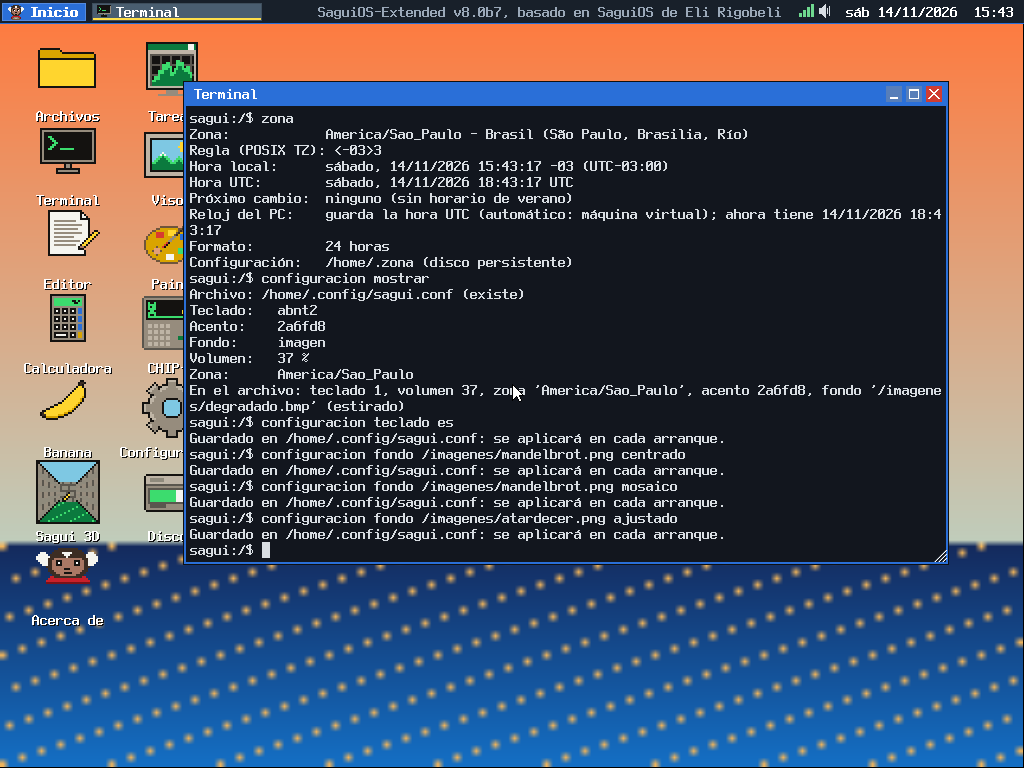 Inicio
Terminal
SaguiOS-Extended v8.0b7, basado en SaguiOS de Eli Rigobeli
sáb 14/11/2026 15:43
Archivos
Terminal
Editor
Calculadora
Banana
Sagui 3D
Acerca de
Terminal
sagui:/$ zona
Zona: America/Sao_Paulo - Brasil (São Paulo, Brasilia, Río)
Regla (POSIX TZ): <-03>3
Hora local: sábado, 14/11/2026 15:43:17 -03 (UTC-03:00)
Hora UTC: sábado, 14/11/2026 18:43:17 UTC
Próximo cambio: ninguno (sin horario de verano)
Reloj del PC: guarda la hora UTC (automático: máquina virtual); ahora tiene 14/11/2026 18:4
3:17
Formato: 24 horas
Configuración: /home/.zona (disco persistente)
sagui:/$ configuracion mostrar
Archivo: /home/.config/sagui.conf (existe)
Teclado: abnt2
Acento: 2a6fd8
Fondo: imagen
Volumen: 37 %
Zona: America/Sao_Paulo
En el archivo: teclado 1, volumen 37, zona 'America/Sao_Paulo', acento 2a6fd8, fondo '/imagene
s/degradado.bmp' (estirado)
sagui:/$ configuracion teclado es
Guardado en /home/.config/sagui.conf: se aplicará en cada arranque.
sagui:/$ configuracion fondo /imagenes/mandelbrot.png centrado
Guardado en /home/.config/sagui.conf: se aplicará en cada arranque.
sagui:/$ configuracion fondo /imagenes/mandelbrot.png mosaico
Guardado en /home/.config/sagui.conf: se aplicará en cada arranque.
sagui:/$ configuracion fondo /imagenes/atardecer.png ajustado
Guardado en /home/.config/sagui.conf: se aplicará en cada arranque.
sagui:/$